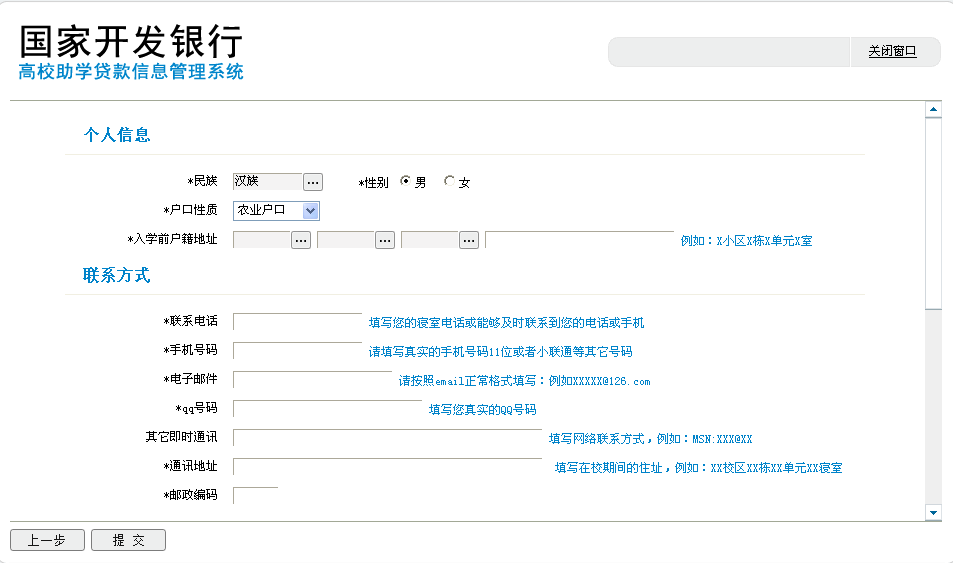 国家开发银行
高校助学贷款信息管理系统
关闭窗口
个人信息
*民族 汉族 ... *性别 男 女
*户口性质 农业户口
*入学前户籍地址 ... ... ... 例如：X小区X栋X单元X室
联系方式
*联系电话 填写您的寝室电话或能够及时联系到您的电话或手机
*手机号码 请填写真实的手机号码11位或者小联通等其它号码
*电子邮件 请按照email正常格式填写：例如XXXXX@126.com
*qq号码 填写您真实的QQ号码
其它即时通讯 填写网络联系方式，例如：MSN:XXX@XX
*通讯地址 填写在校期间的住址，例如：XX校区XX栋XX单元XX寝室
*邮政编码
上一步 提 交